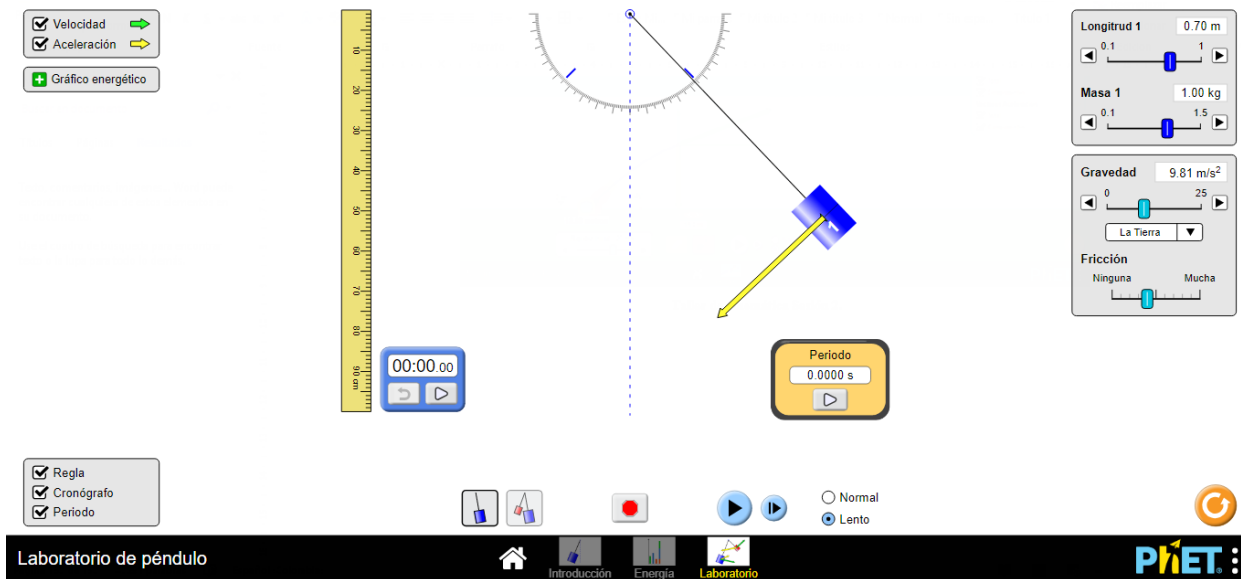 Velocidad
Aceleración
Gráfico energético
10
20
30
40
50
60
70
80
90 cm
1
00:00.00
Periodo
0.0000 s
Longitud 1 0.70 m
0.1 1
Masa 1 1.00 kg
0.1 1.5
Gravedad 9.81 m/s²
0 25
La Tierra
Fricción
Ninguna Mucha
Regla
Cronógrafo
Periodo
Normal
Lento
Laboratorio de péndulo
Introducción
Energía
Laboratorio
PhET